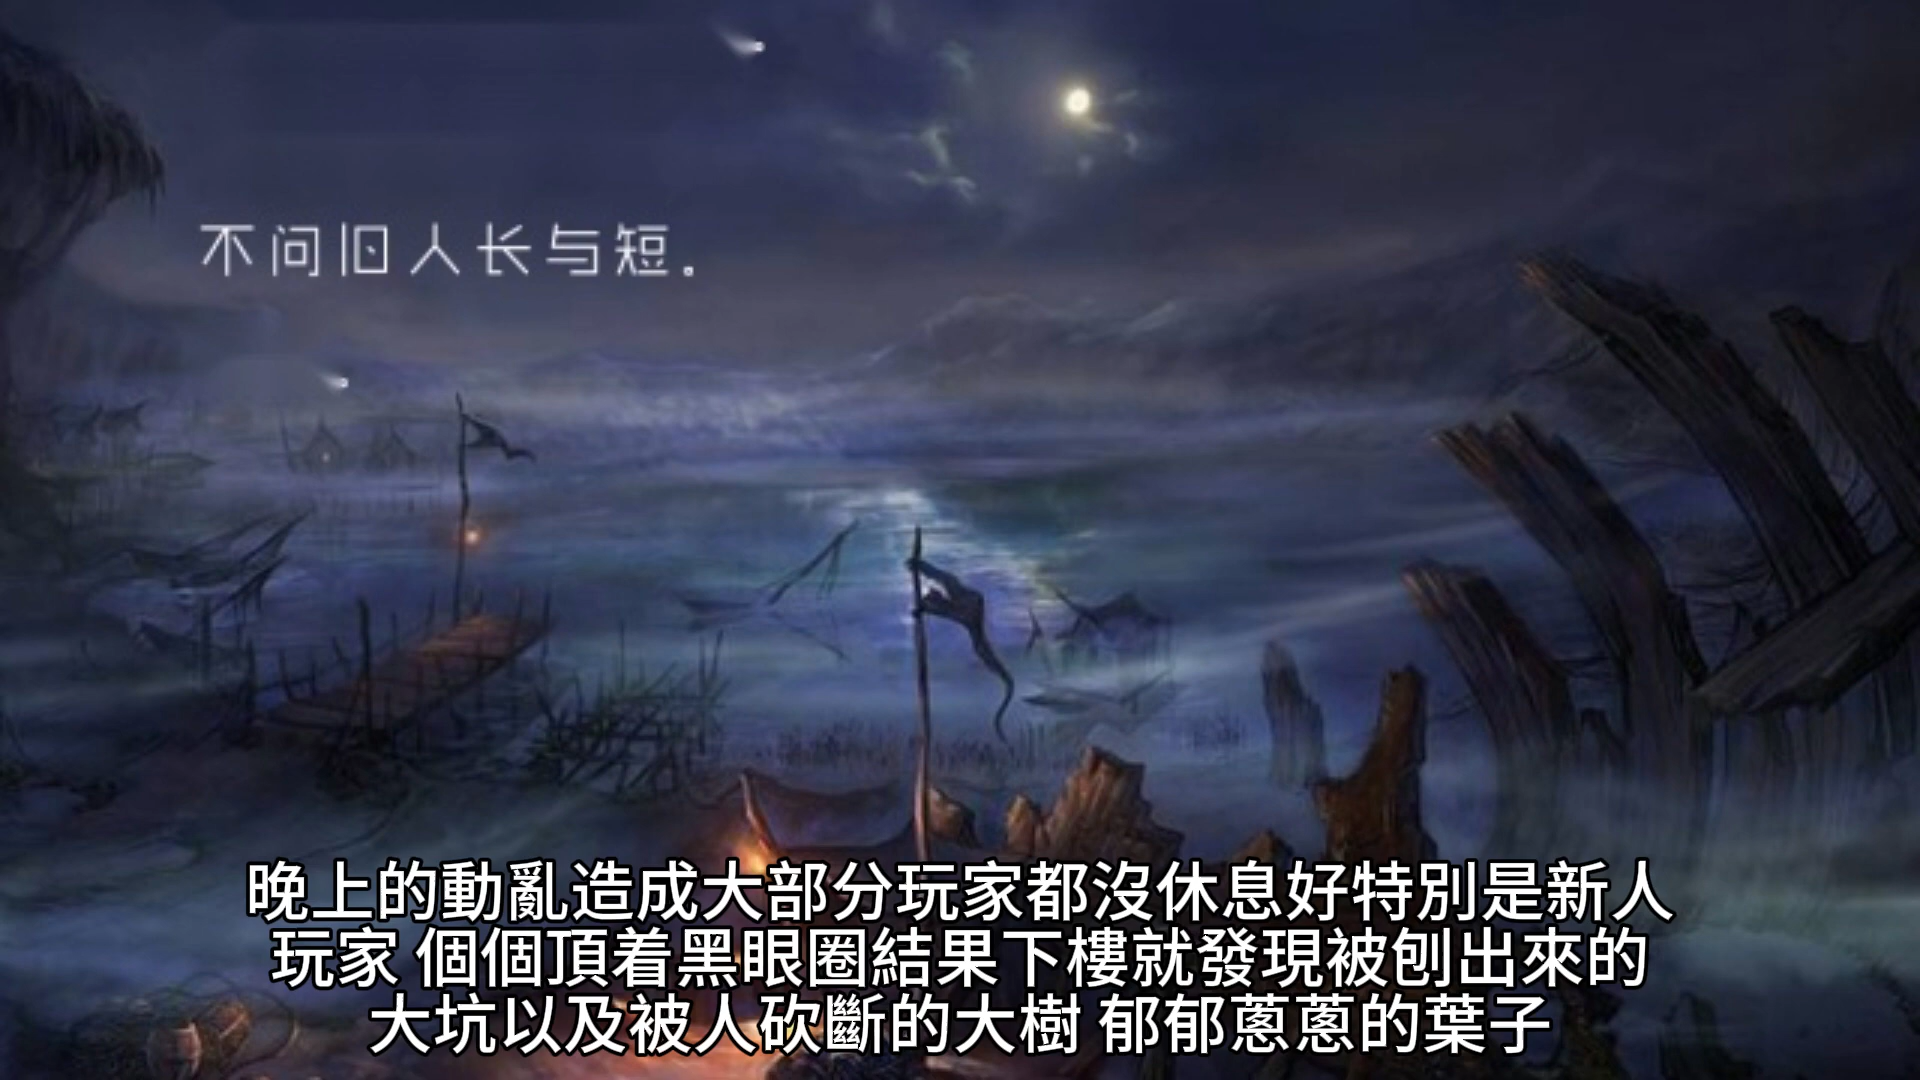 不问旧人长与短。
晚上的動亂造成大部分玩家都沒休息好特別是新人
玩家 個個頂着黑眼圈結果下樓就發現被刨出來的
大坑以及被人砍斷的大樹 郁郁蔥蔥的葉子